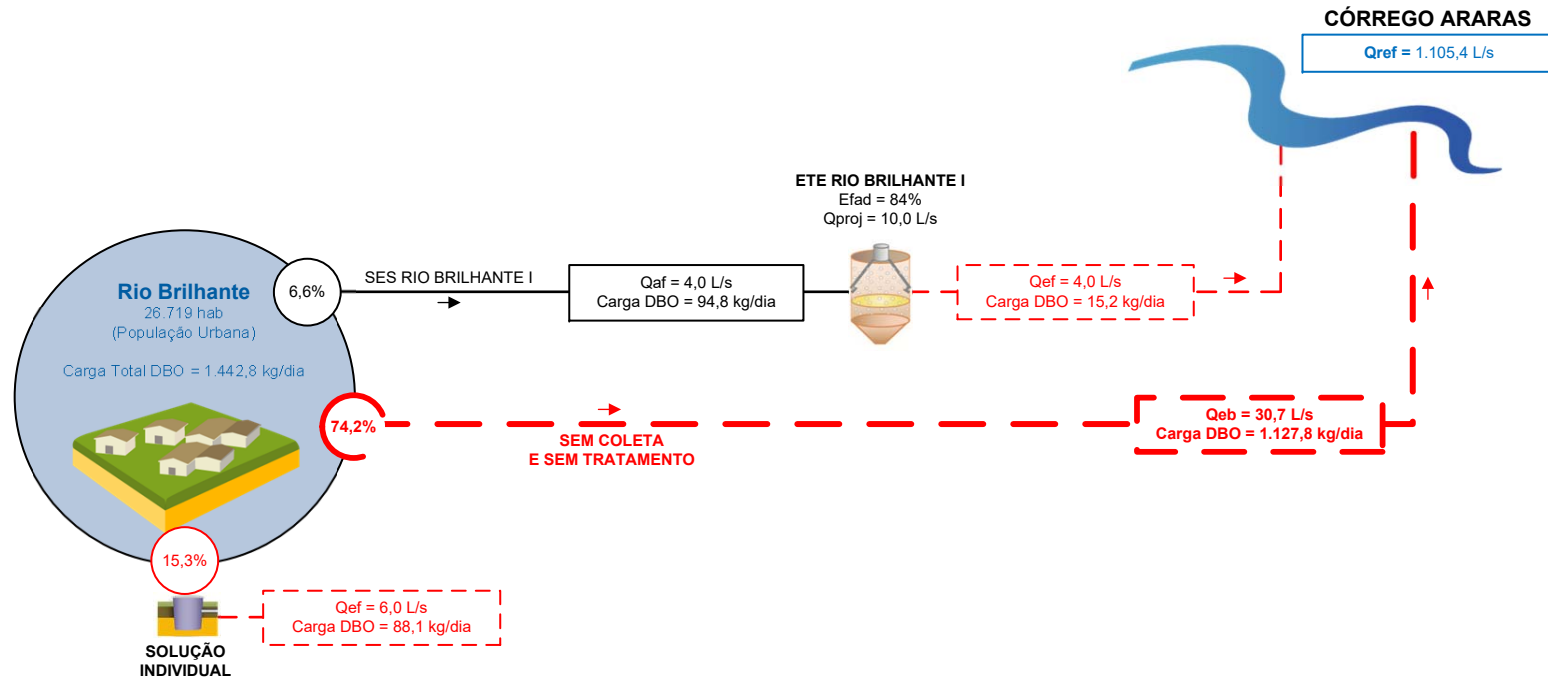 CÓRREGO ARARAS
Qref = 1.105,4 L/s
ETE RIO BRILHANTE I
Efad = 84%
Qproj = 10,0 L/s
Rio Brilhante
26.719 hab
(População Urbana)
Carga Total DBO = 1.442,8 kg/dia
6,6%
SES RIO BRILHANTE I
Qaf = 4,0 L/s
Carga DBO = 94,8 kg/dia
Qef = 4,0 L/s
Carga DBO = 15,2 kg/dia
74,2%
SEM COLETA
E SEM TRATAMENTO
Qeb = 30,7 L/s
Carga DBO = 1.127,8 kg/dia
15,3%
Qef = 6,0 L/s
Carga DBO = 88,1 kg/dia
SOLUÇÃO
INDIVIDUAL